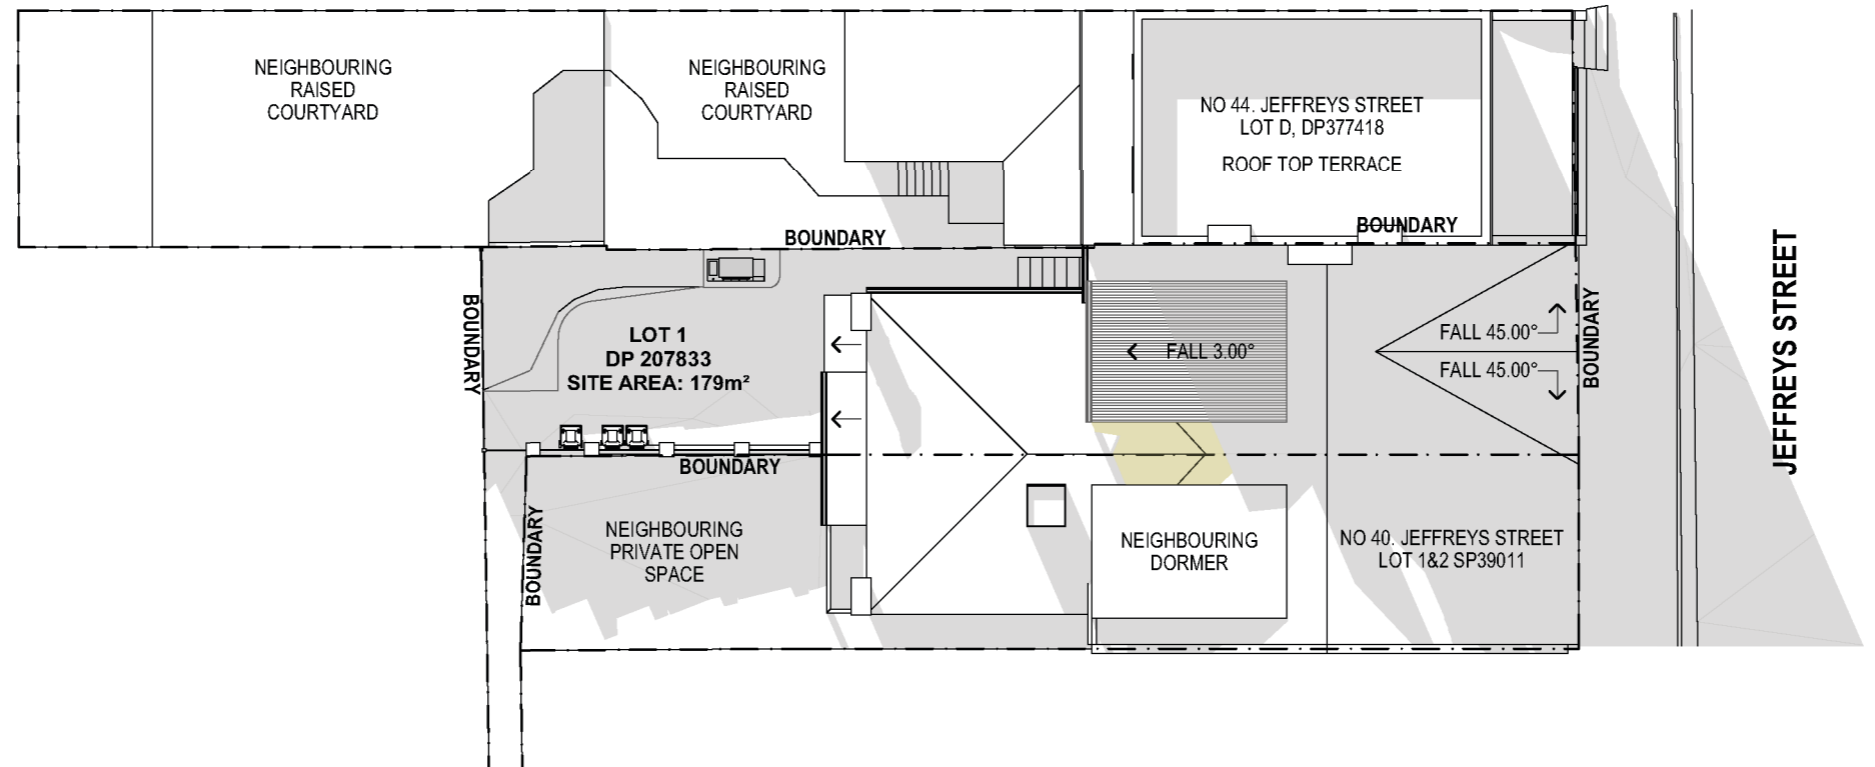 NEIGHBOURING
RAISED
COURTYARD
NEIGHBOURING
RAISED
COURTYARD
NO 44. JEFFREYS STREET
LOT D, DP377418
ROOF TOP TERRACE
BOUNDARY
BOUNDARY
BOUNDARY
LOT 1
DP 207833
SITE AREA: 179m²
FALL 3.00°
FALL 45.00°
FALL 45.00°
BOUNDARY
JEFFREYS STREET
BOUNDARY
BOUNDARY
NEIGHBOURING
PRIVATE OPEN
SPACE
NEIGHBOURING
DORMER
NO 40. JEFFREYS STREET
LOT 1&2 SP39011